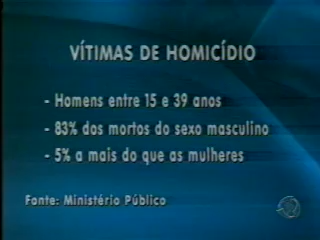 VÍTIMAS DE HOMICÍDIO
- Homens entre 15 e 39 anos
- 83% dos mortos do sexo masculino
- 5% a mais do que as mulheres
Fonte: Ministério Público